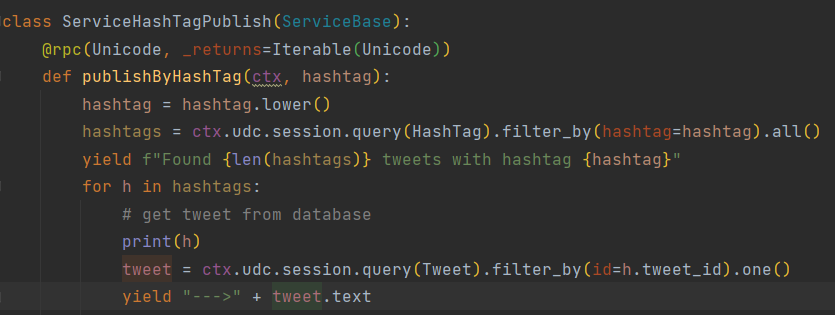 class ServiceHashTagPublish(ServiceBase):
    @rpc(Unicode, _returns=Iterable(Unicode))
    def publishByHashTag(ctx, hashtag):
        hashtag = hashtag.lower()
        hashtags = ctx.udc.session.query(HashTag).filter_by(hashtag=hashtag).all()
        yield f"Found {len(hashtags)} tweets with hashtag {hashtag}"
        for h in hashtags:
            # get tweet from database
            print(h)
            tweet = ctx.udc.session.query(Tweet).filter_by(id=h.tweet_id).one()
            yield "--->" + tweet.text